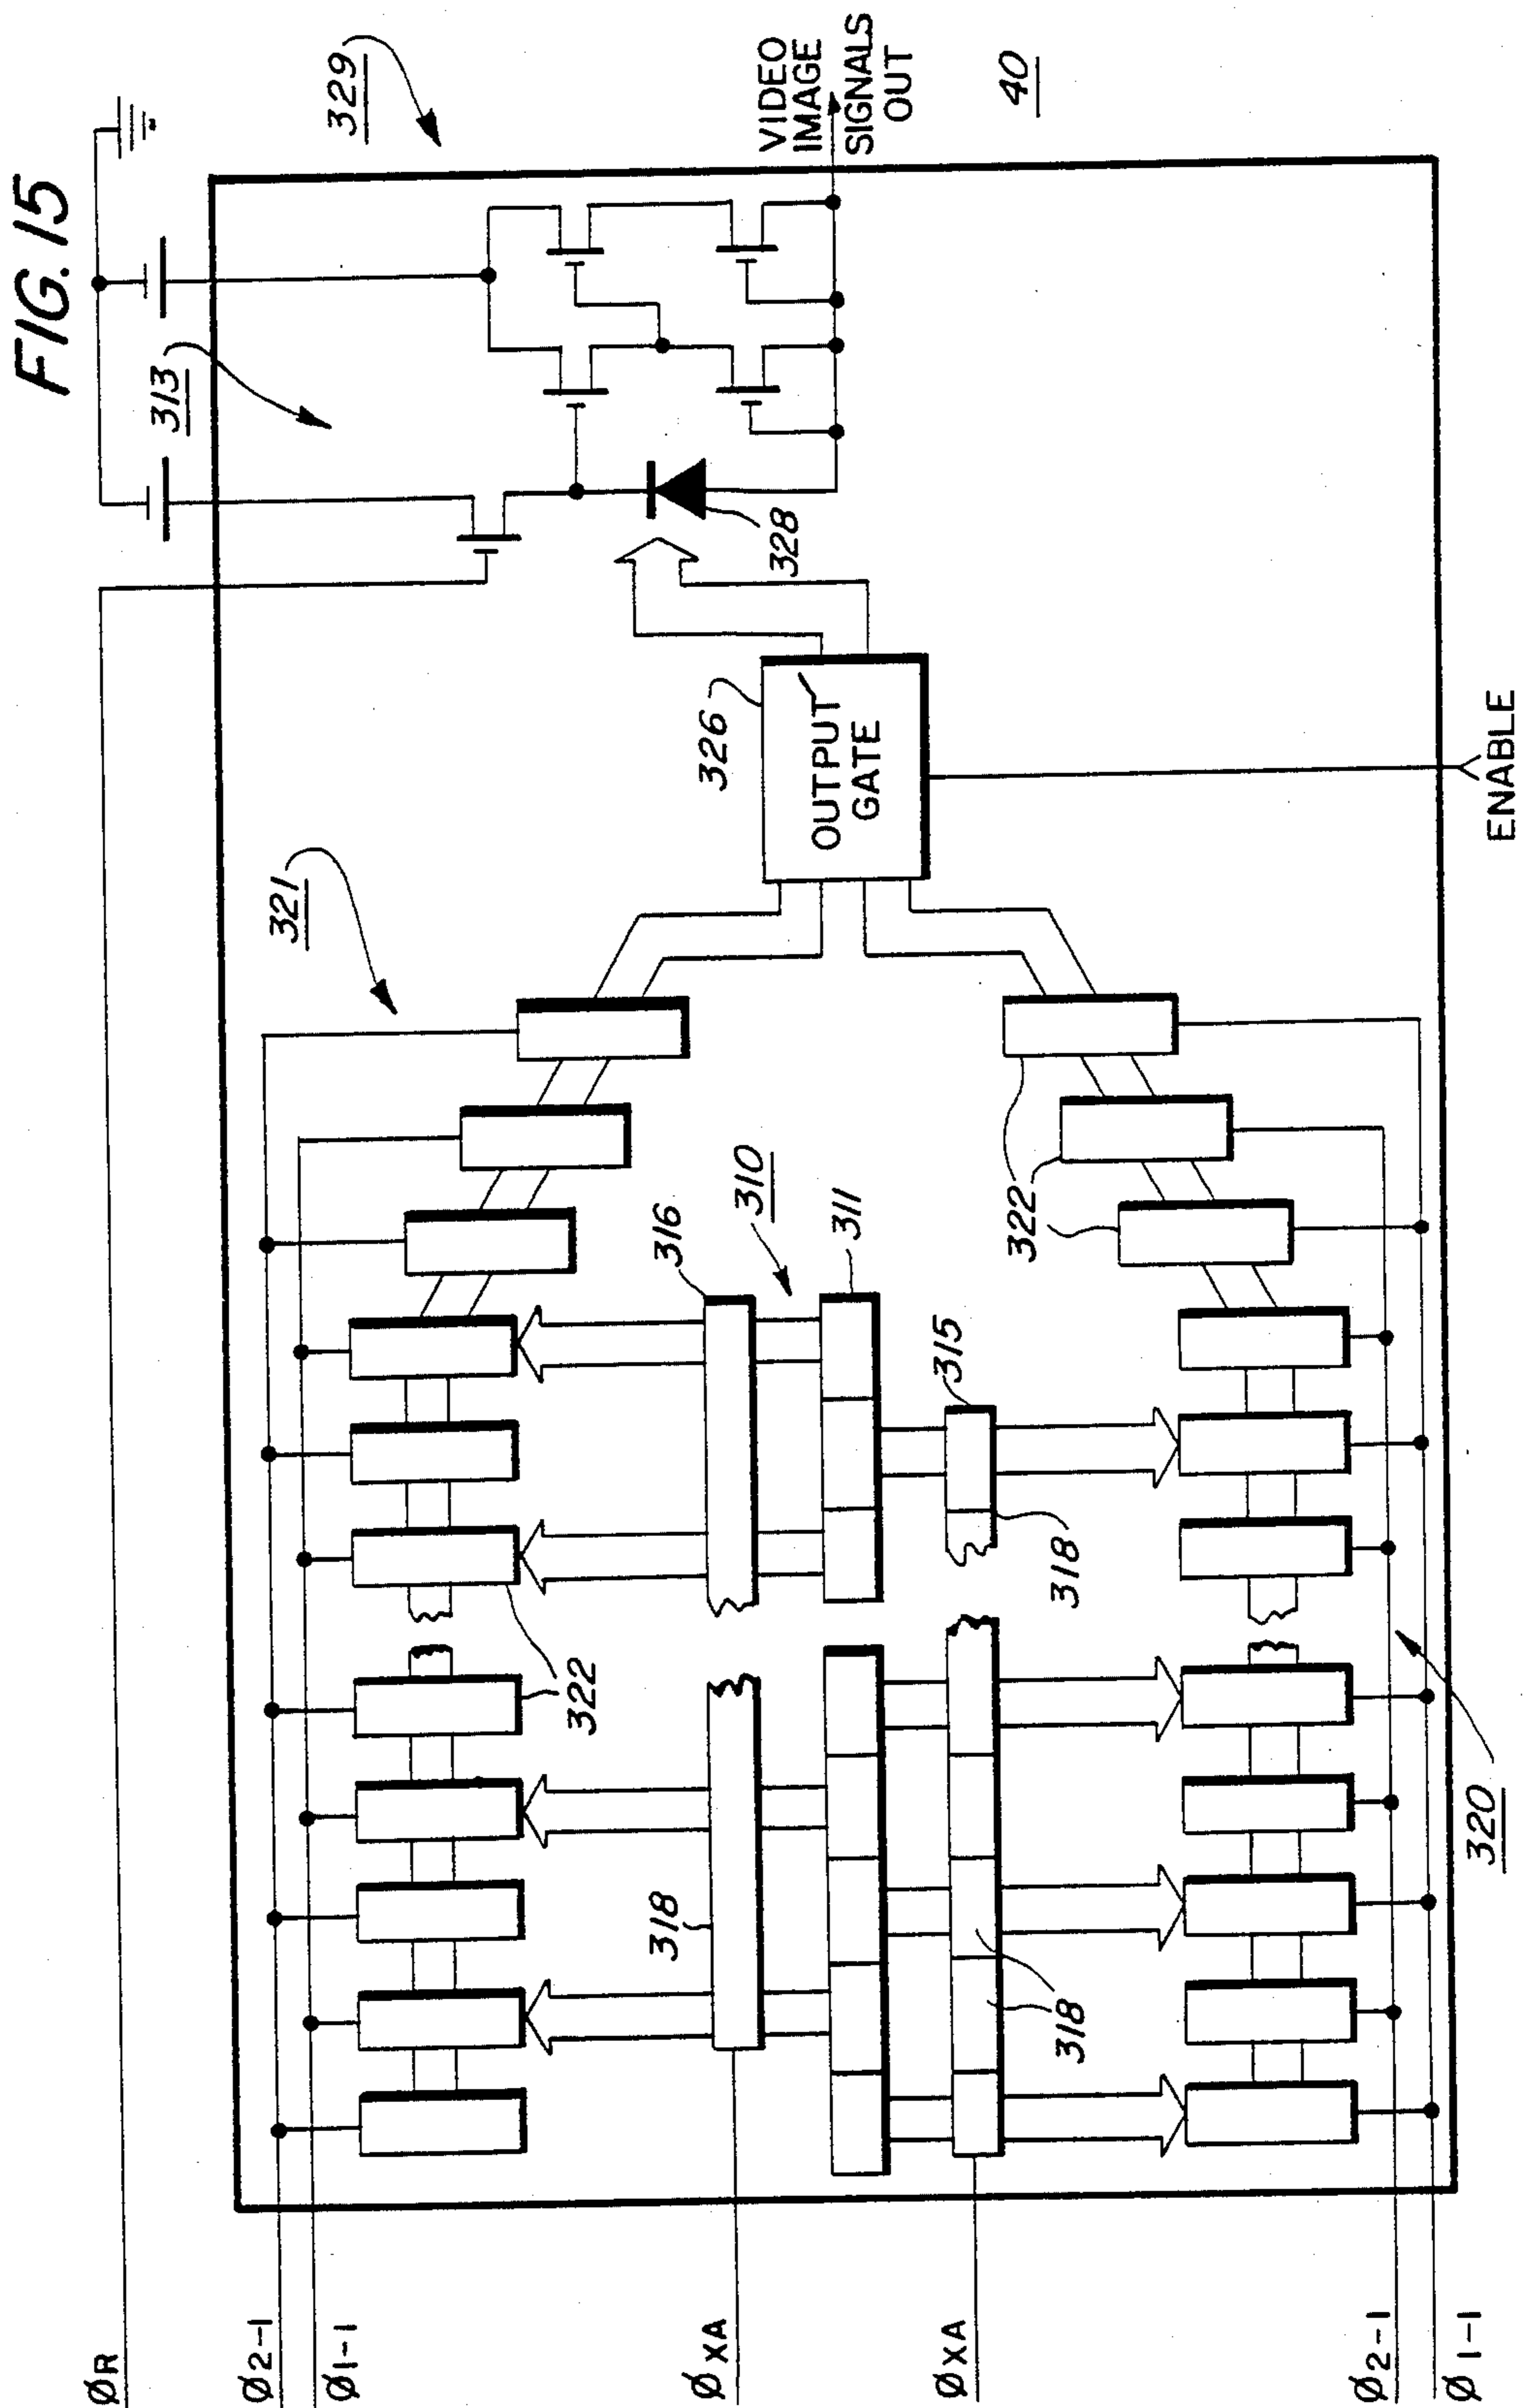 FIG. 15
329
313
VIDEO
IMAGE
SIGNALS
OUT
40
328
326
OUTPUT
GATE
ENABLE
321
310
316
311
315
322
318
322
318
318
320
ØR
Ø2-1
Ø1-1
ØXA
ØXA
Ø2-1
Ø1-1